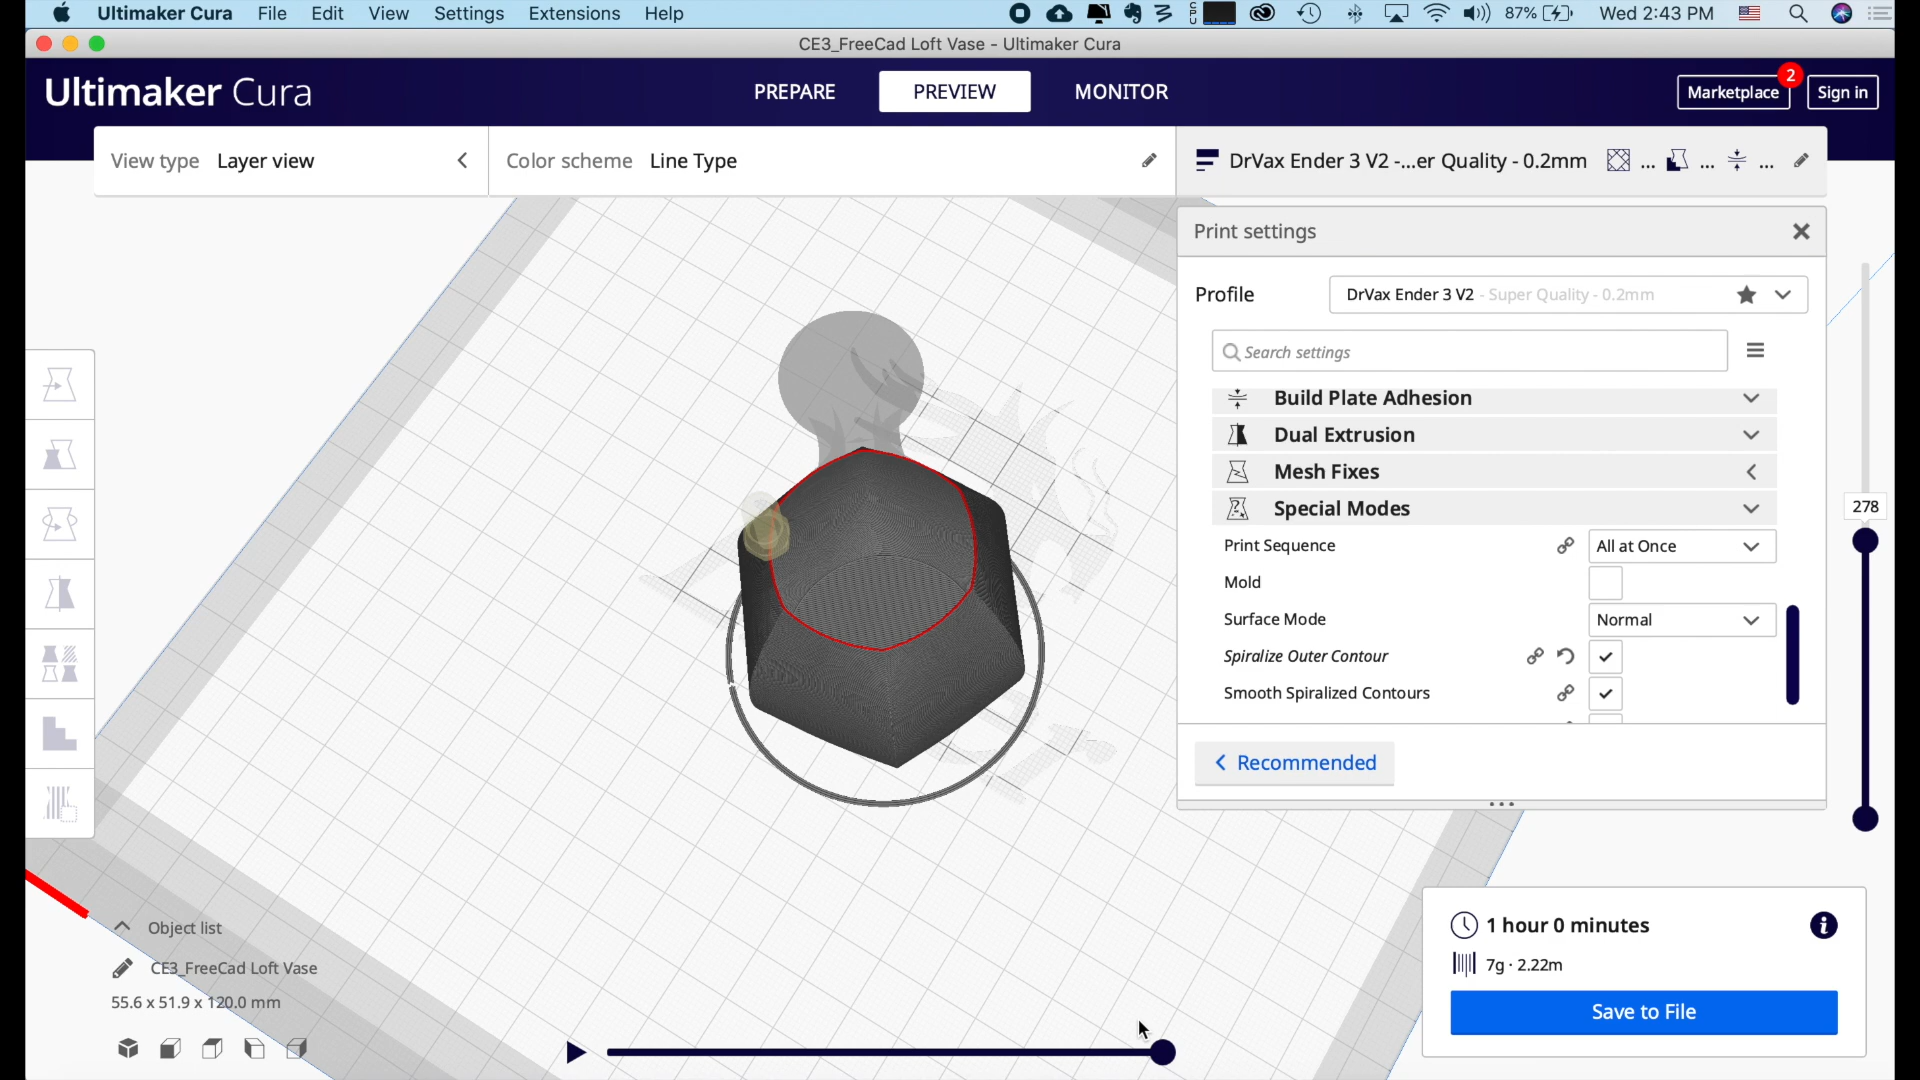 Ultimaker Cura File Edit View Settings Extensions Help 87% Wed 2:43 PM
CE3_FreeCad Loft Vase - Ultimaker Cura
Ultimaker Cura PREPARE PREVIEW MONITOR Marketplace 2 Sign in
View type Layer view Color scheme Line Type DrVax Ender 3 V2 -...er Quality - 0.2mm ... ... ...
Print settings
Profile DrVax Ender 3 V2 - Super Quality - 0.2mm
Search settings
Build Plate Adhesion
Dual Extrusion
Mesh Fixes
Special Modes
278
Print Sequence All at Once
Mold
Surface Mode Normal
Spiralize Outer Contour
Smooth Spiralized Contours
Recommended
Object list
CE3_FreeCad Loft Vase
55.6 x 51.9 x 120.0 mm
1 hour 0 minutes
7g · 2.22m
Save to File